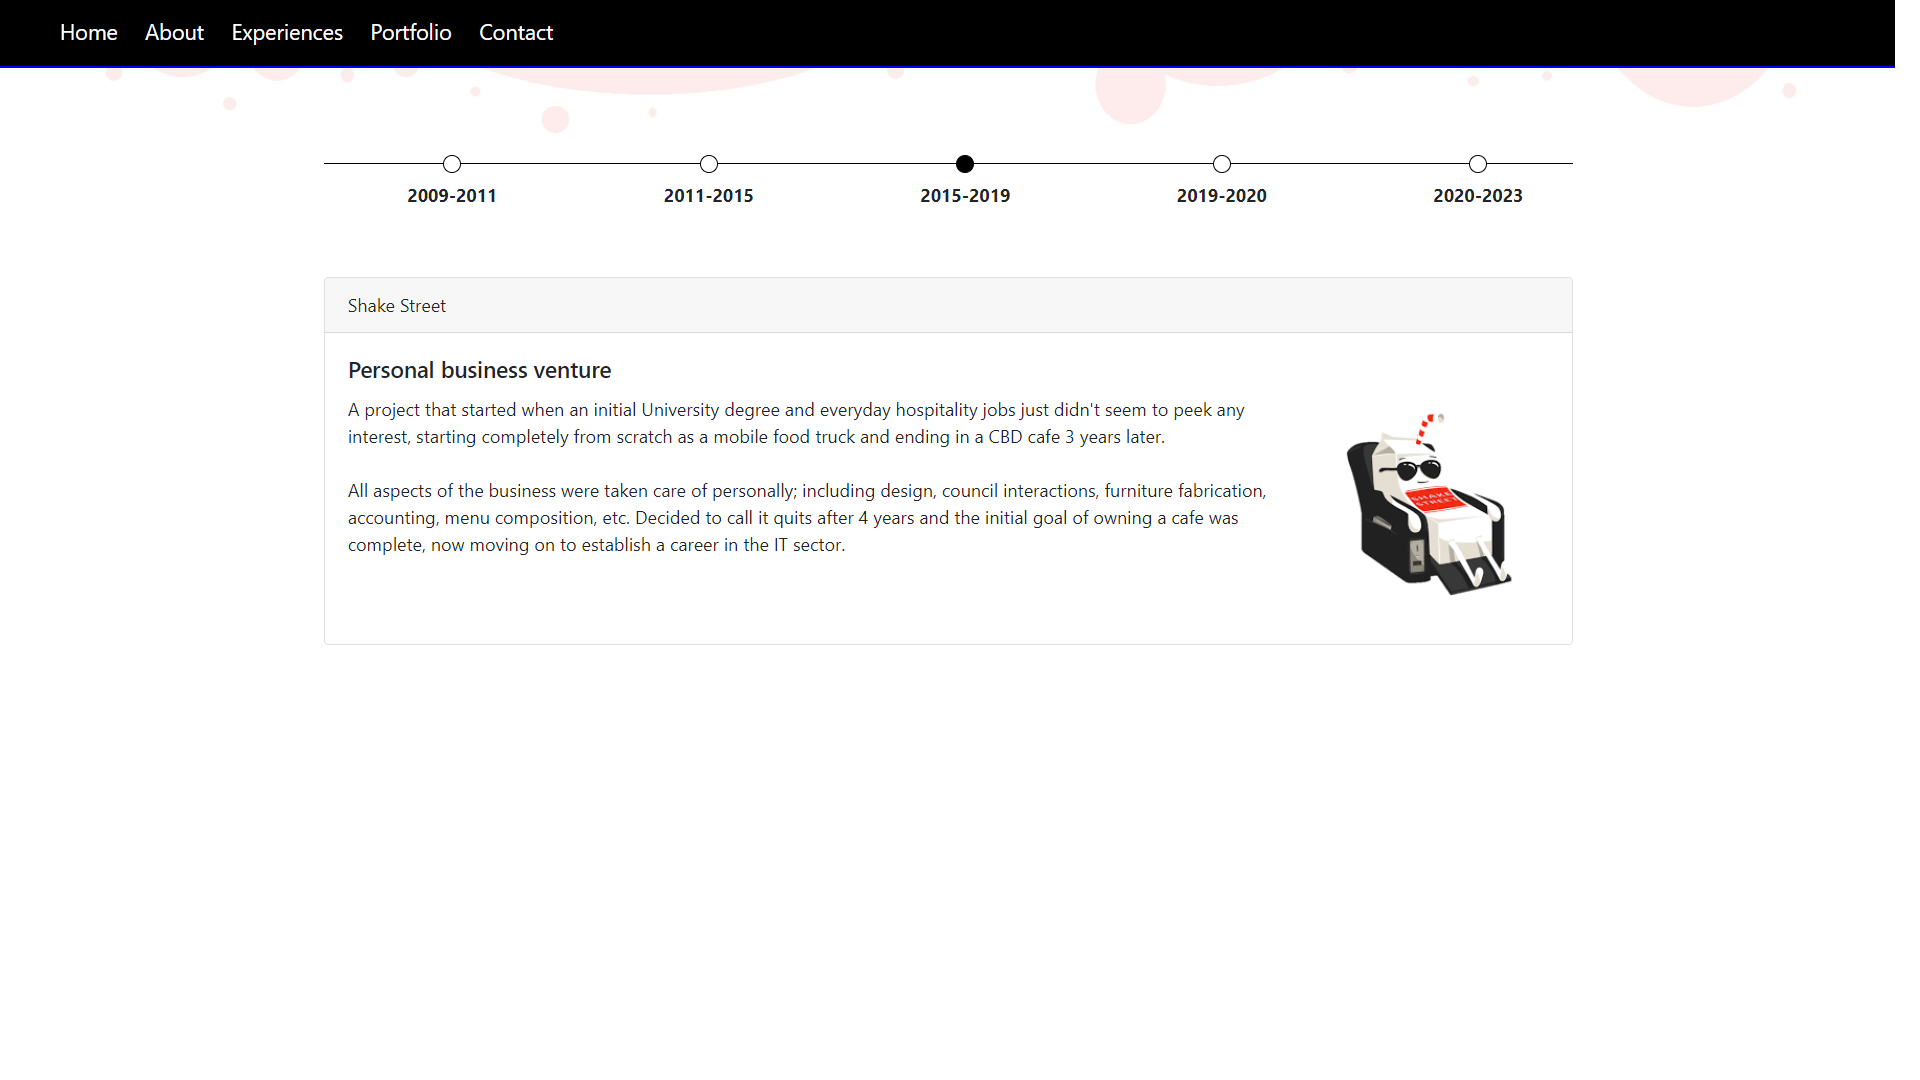 Home About Experiences Portfolio Contact
2009-2011 2011-2015 2015-2019 2019-2020 2020-2023
Shake Street
Personal business venture
A project that started when an initial University degree and everyday hospitality jobs just didn't seem to peek any
interest, starting completely from scratch as a mobile food truck and ending in a CBD cafe 3 years later.
All aspects of the business were taken care of personally; including design, council interactions, furniture fabrication,
accounting, menu composition, etc. Decided to call it quits after 4 years and the initial goal of owning a cafe was
complete, now moving on to establish a career in the IT sector.
SHAKE
STREET